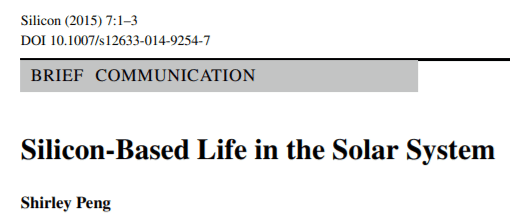 Silicon (2015) 7:1–3
DOI 10.1007/s12633-014-9254-7
BRIEF COMMUNICATION
Silicon-Based Life in the Solar System
Shirley Peng